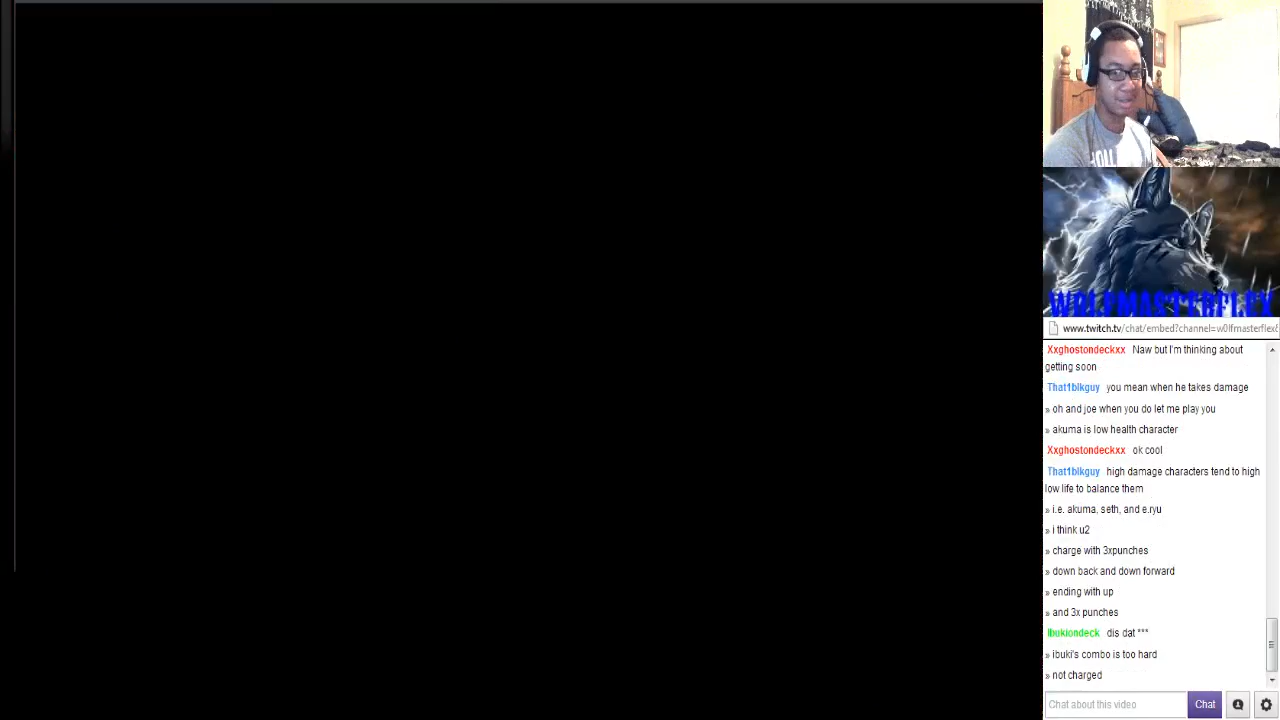 WOLFMASTERFLEX
www.twitch.tv/chat/embed?channel=w0lfmasterflex
Xxghostondeckxx Naw but I'm thinking about
getting soon
That1blkguy you mean when he takes damage
» oh and joe when you do let me play you
» akuma is low health character
Xxghostondeckxx ok cool
That1blkguy high damage characters tend to high
low life to balance them
» i.e. akuma, seth, and e.ryu
» i think u2
» charge with 3xpunches
» down back and down forward
» ending with up
» and 3x punches
Ibukiondeck dis dat ***
» ibuki's combo is too hard
» not charged
Chat about this video
Chat